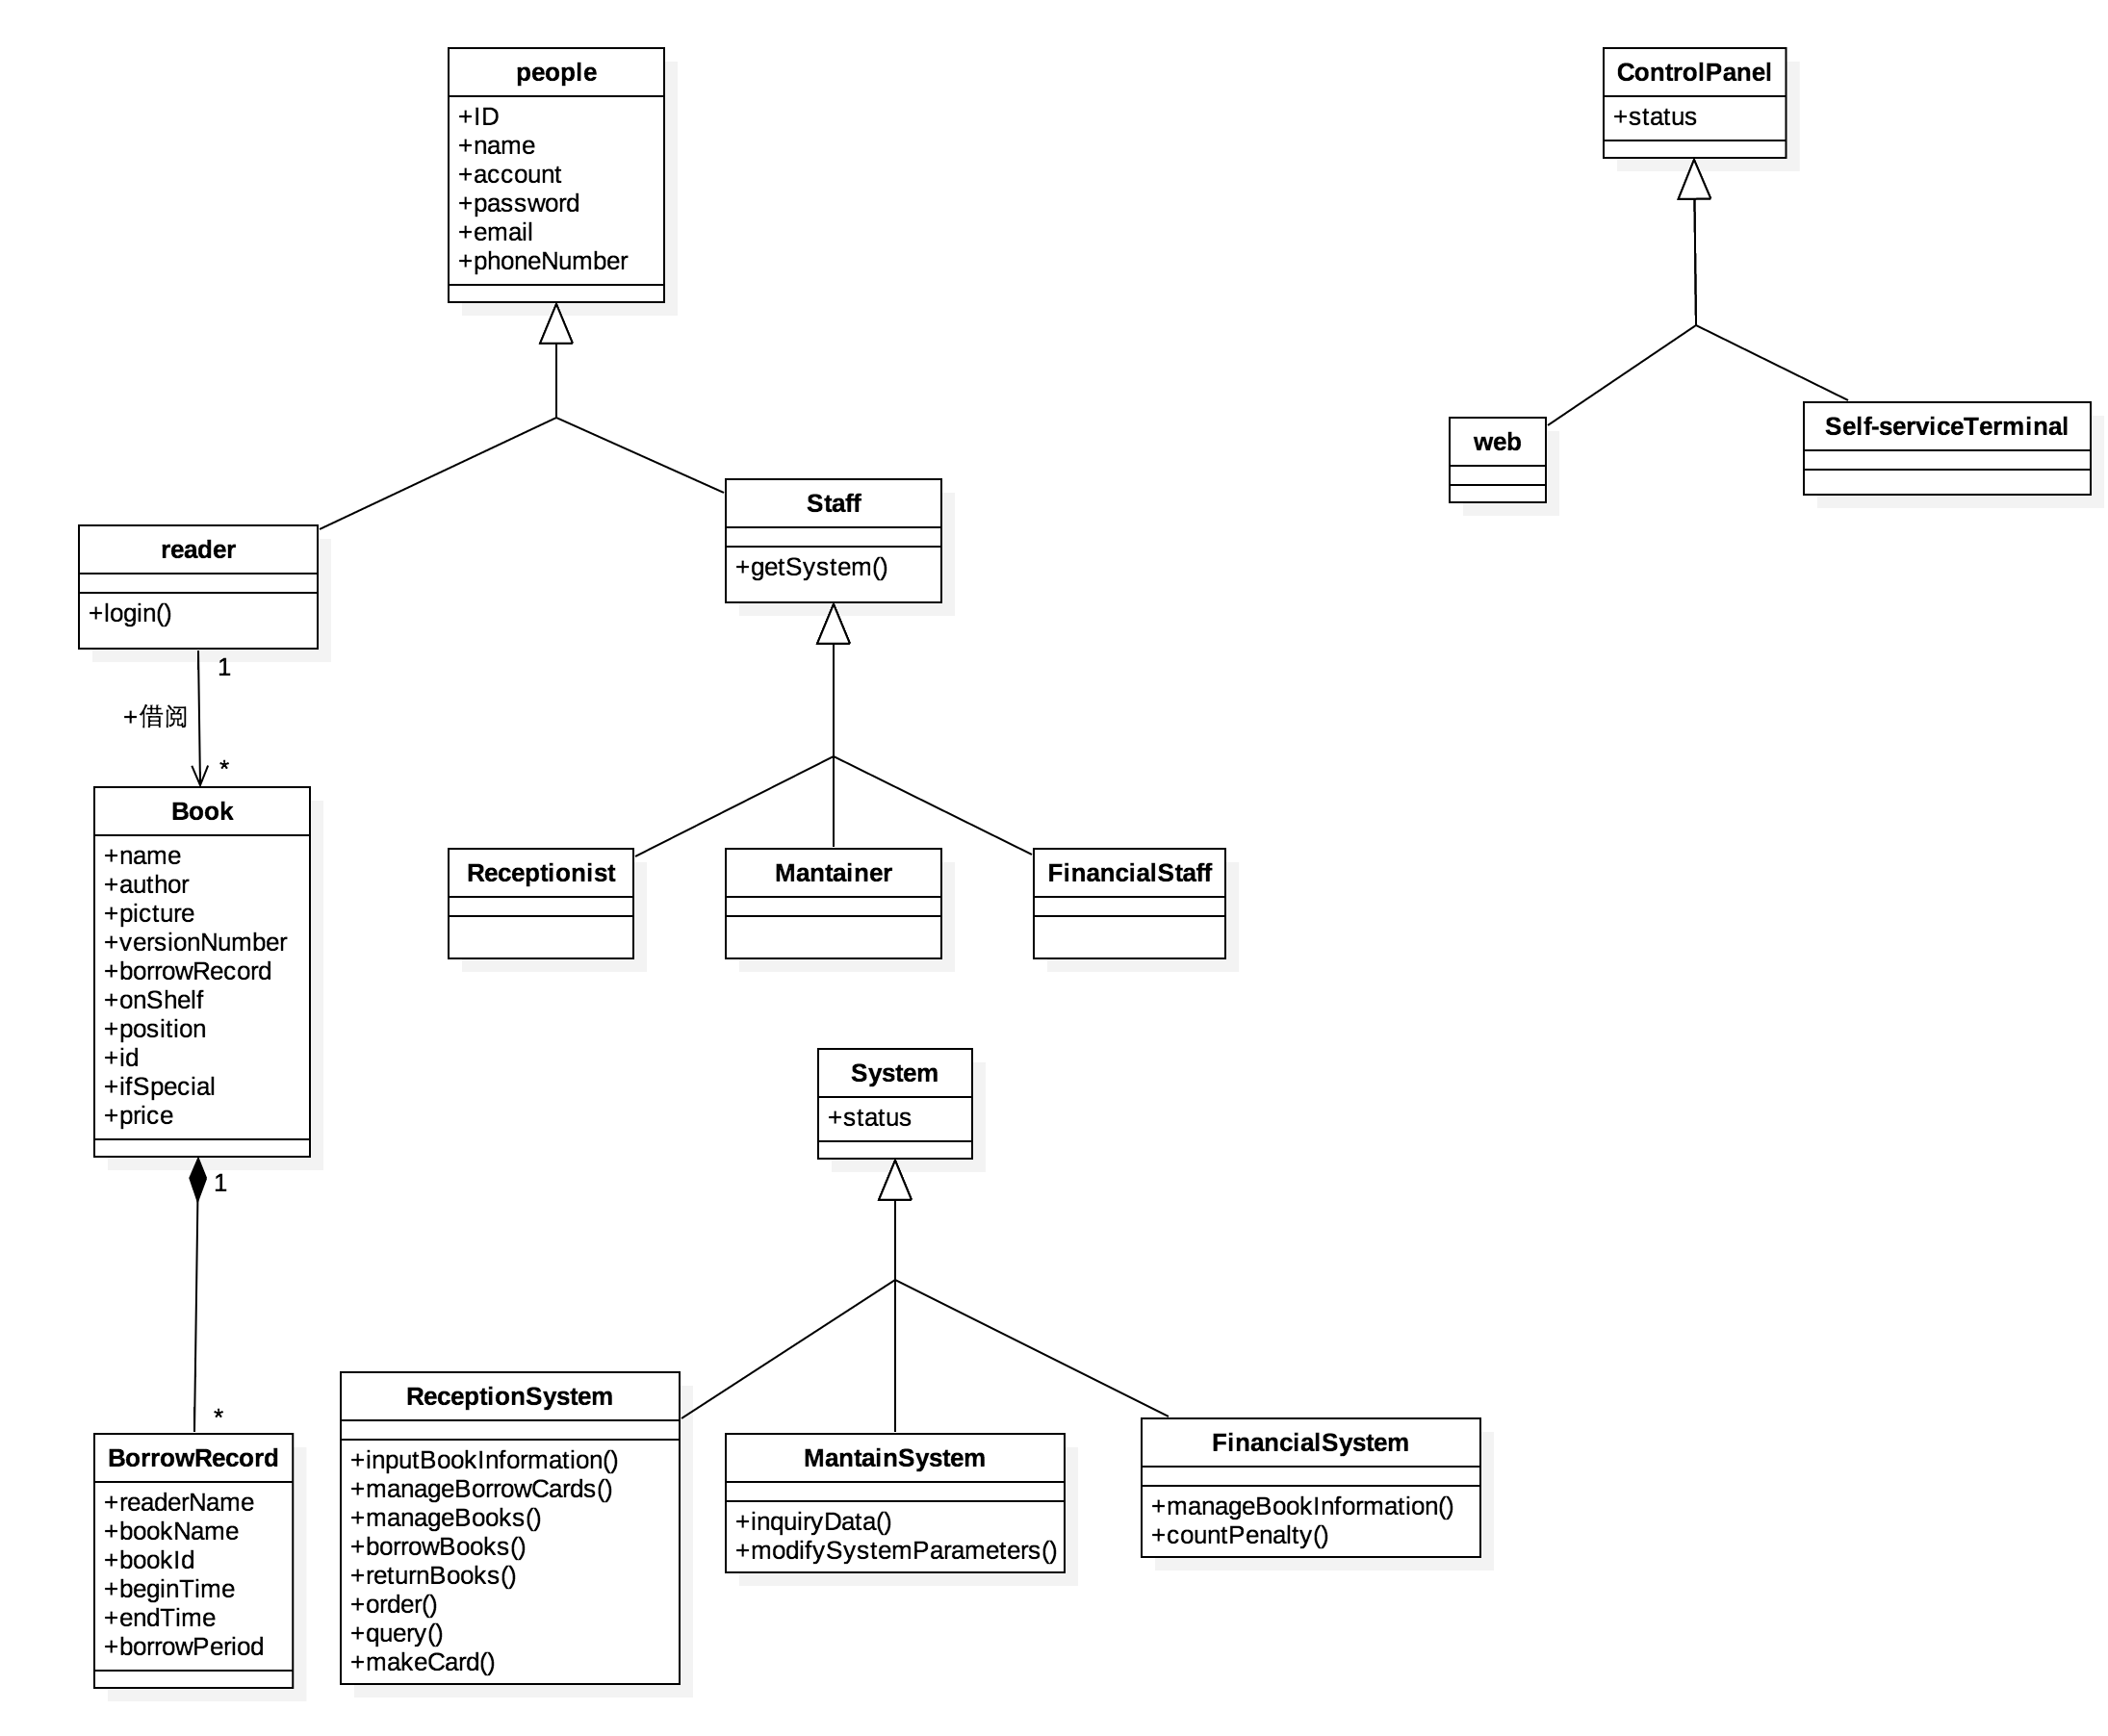 people
+ID
+name
+account
+password
+email
+phoneNumber
ControlPanel
+status
web
Self-serviceTerminal
reader
+login()
Staff
+getSystem()
1
+借阅
*
Book
+name
+author
+picture
+versionNumber
+borrowRecord
+onShelf
+position
+id
+ifSpecial
+price
Receptionist
Mantainer
FinancialStaff
System
+status
1
*
BorrowRecord
+readerName
+bookName
+bookId
+beginTime
+endTime
+borrowPeriod
ReceptionSystem
+inputBookInformation()
+manageBorrowCards()
+manageBooks()
+borrowBooks()
+returnBooks()
+order()
+query()
+makeCard()
MantainSystem
+inquiryData()
+modifySystemParameters()
FinancialSystem
+manageBookInformation()
+countPenalty()